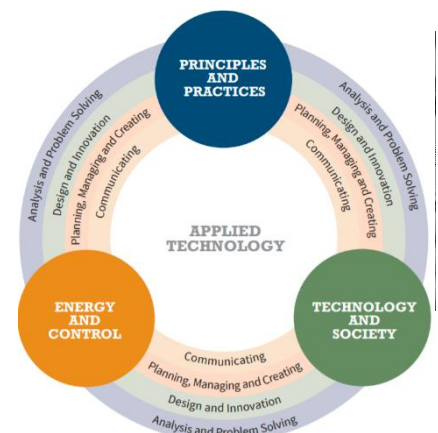 PRINCIPLES
AND
PRACTICES
Analysis and Problem Solving
Design and Innovation
Planning, Managing and Creating
Communicating
Analysis and Problem Solving
Design and Innovation
Planning, Managing and Creating
Communicating
APPLIED
TECHNOLOGY
ENERGY
AND
CONTROL
TECHNOLOGY
AND
SOCIETY
Communicating
Planning, Managing and Creating
Design and Innovation
Analysis and Problem Solving